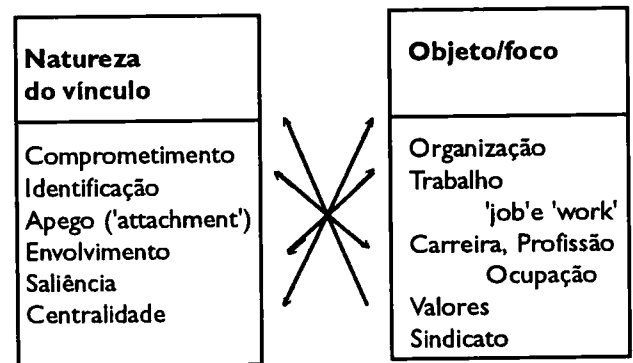 Natureza
do vínculo
Comprometimento
Identificação
Apego ('attachment')
Envolvimento
Saliência
Centralidade
Objeto/foco
Organização
Trabalho
'job'e 'work'
Carreira, Profissão
Ocupação
Valores
Sindicato